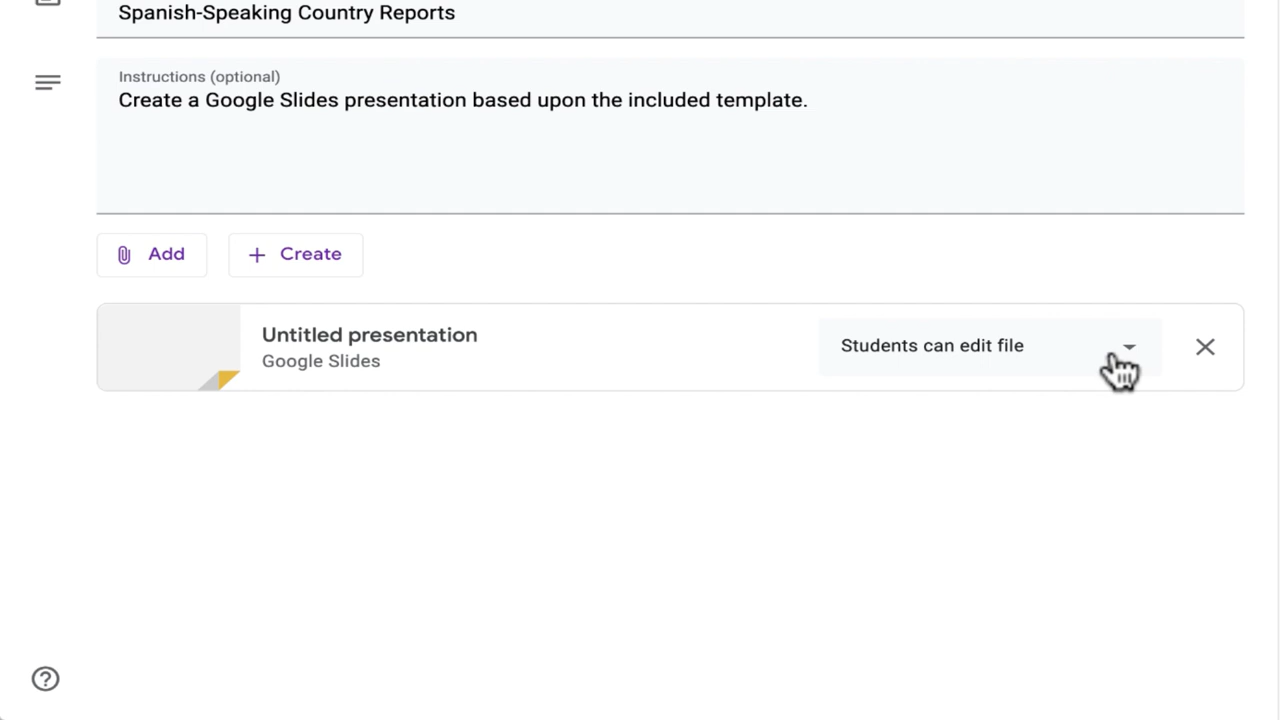 Spanish-Speaking Country Reports
Instructions (optional)
Create a Google Slides presentation based upon the included template.
Add
Create
Untitled presentation
Google Slides
Students can edit file